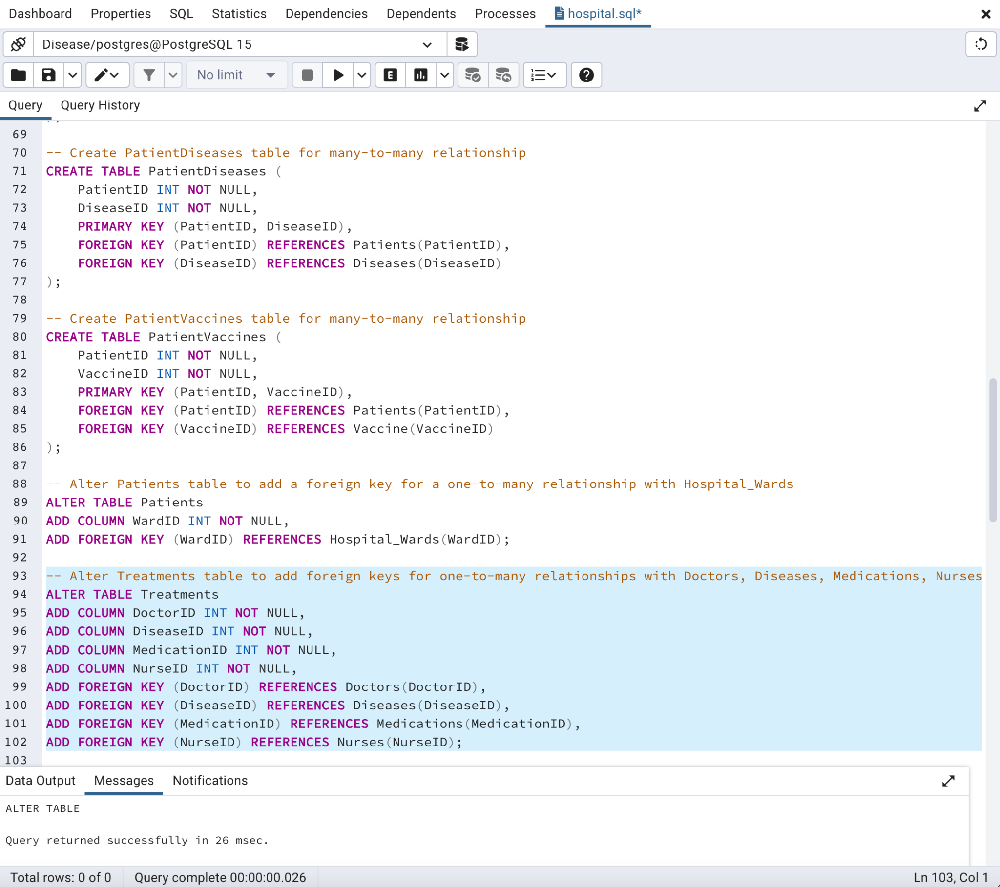 Dashboard Properties SQL Statistics Dependencies Dependents Processes hospital.sql*
Disease/postgres@PostgreSQL 15
No limit E
Query Query History
69
70 -- Create PatientDiseases table for many-to-many relationship
71 CREATE TABLE PatientDiseases (
72 PatientID INT NOT NULL,
73 DiseaseID INT NOT NULL,
74 PRIMARY KEY (PatientID, DiseaseID),
75 FOREIGN KEY (PatientID) REFERENCES Patients(PatientID),
76 FOREIGN KEY (DiseaseID) REFERENCES Diseases(DiseaseID)
77 );
78
79 -- Create PatientVaccines table for many-to-many relationship
80 CREATE TABLE PatientVaccines (
81 PatientID INT NOT NULL,
82 VaccineID INT NOT NULL,
83 PRIMARY KEY (PatientID, VaccineID),
84 FOREIGN KEY (PatientID) REFERENCES Patients(PatientID),
85 FOREIGN KEY (VaccineID) REFERENCES Vaccine(VaccineID)
86 );
87
88 -- Alter Patients table to add a foreign key for a one-to-many relationship with Hospital_Wards
89 ALTER TABLE Patients
90 ADD COLUMN WardID INT NOT NULL,
91 ADD FOREIGN KEY (WardID) REFERENCES Hospital_Wards(WardID);
92
93 -- Alter Treatments table to add foreign keys for one-to-many relationships with Doctors, Diseases, Medications, Nurses
94 ALTER TABLE Treatments
95 ADD COLUMN DoctorID INT NOT NULL,
96 ADD COLUMN DiseaseID INT NOT NULL,
97 ADD COLUMN MedicationID INT NOT NULL,
98 ADD COLUMN NurseID INT NOT NULL,
99 ADD FOREIGN KEY (DoctorID) REFERENCES Doctors(DoctorID),
100 ADD FOREIGN KEY (DiseaseID) REFERENCES Diseases(DiseaseID),
101 ADD FOREIGN KEY (MedicationID) REFERENCES Medications(MedicationID),
102 ADD FOREIGN KEY (NurseID) REFERENCES Nurses(NurseID);
103
Data Output Messages Notifications
ALTER TABLE
Query returned successfully in 26 msec.
Total rows: 0 of 0 Query complete 00:00:00.026 Ln 103, Col 1